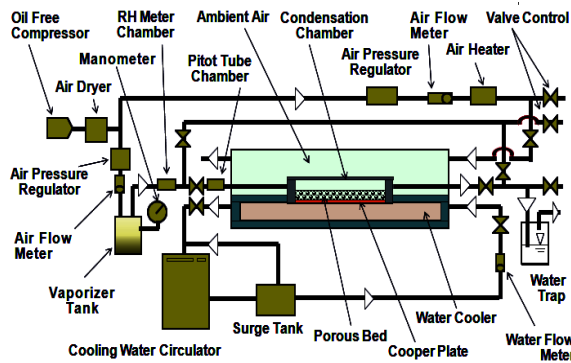 Oil Free
Compressor
RH Meter
Chamber
Ambient Air
Condensation
Chamber
Air Flow
Meter
Valve Control
Manometer
Air Dryer
Pitot Tube
Chamber
Air Pressure
Regulator
Air Heater
Air Pressure
Regulator
Air Flow
Meter
Vaporizer
Tank
Water
Trap
Surge Tank
Porous Bed
Water Cooler
Cooling Water Circulator
Cooper Plate
Water Flow
Meter